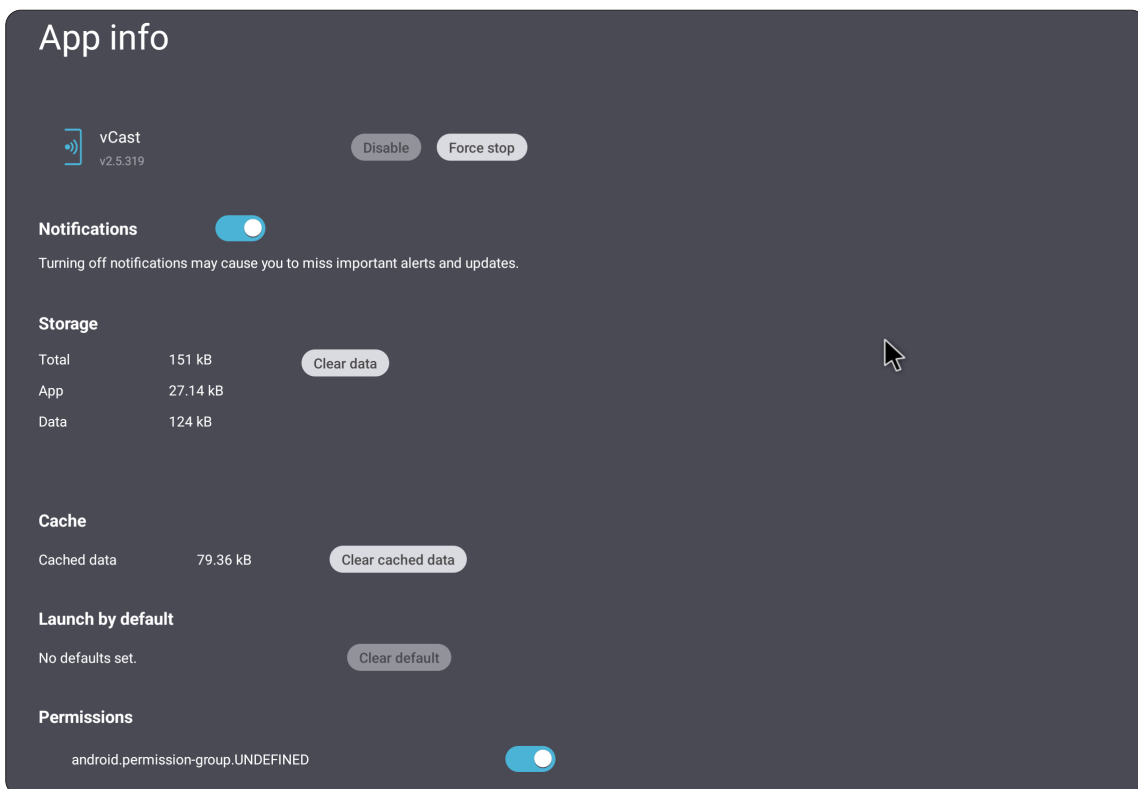 App info
vCast
v2.5.319
Disable
Force stop
Notifications
Turning off notifications may cause you to miss important alerts and updates.
Storage
Total 151 kB Clear data
App 27.14 kB
Data 124 kB
Cache
Cached data 79.36 kB Clear cached data
Launch by default
No defaults set. Clear default
Permissions
android.permission-group.UNDEFINED